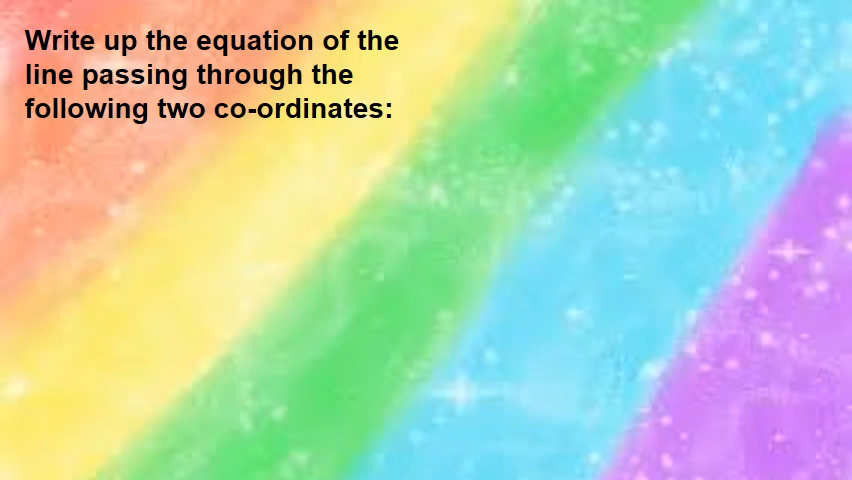 Write up the equation of the
line passing through the
following two co-ordinates: